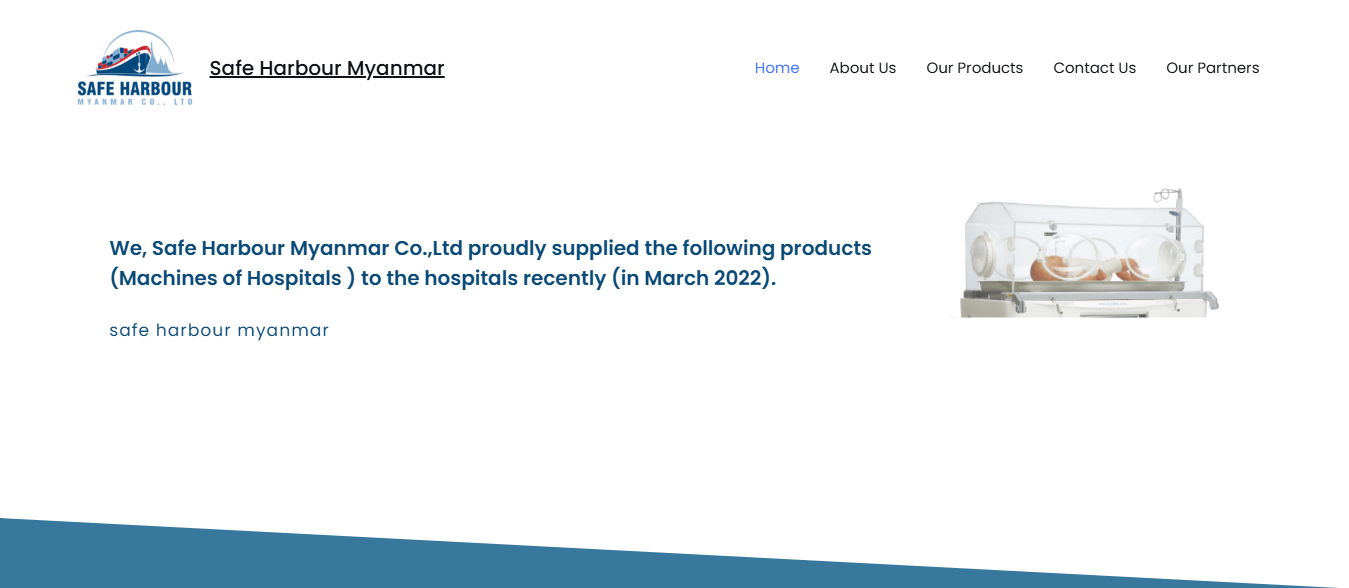 SAFE HARBOUR
MYANMAR CO., LTD
Safe Harbour Myanmar
Home
About Us
Our Products
Contact Us
Our Partners
We, Safe Harbour Myanmar Co.,Ltd proudly supplied the following products
(Machines of Hospitals ) to the hospitals recently (in March 2022).
safe harbour myanmar